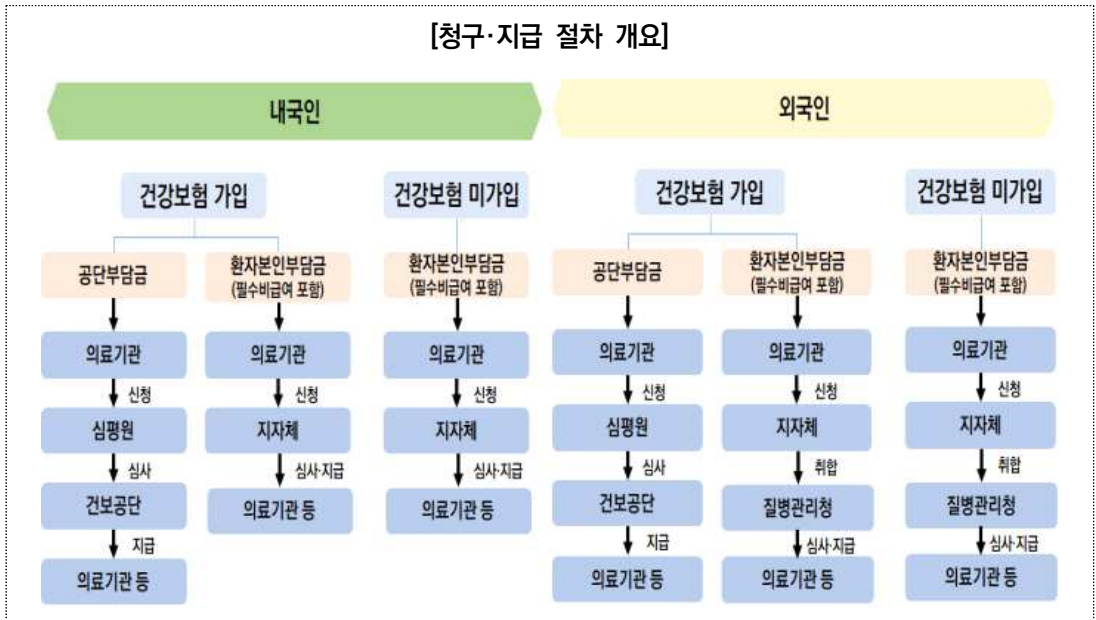 [청구·지급 절차 개요]
내국인
외국인
건강보험 가입
건강보험 미가입
건강보험 가입
건강보험 미가입
공단부담금
환자본인부담금
(필수비급여 포함)
환자본인부담금
(필수비급여 포함)
공단부담금
환자본인부담금
(필수비급여 포함)
환자본인부담금
(필수비급여 포함)
의료기관
의료기관
의료기관
의료기관
의료기관
의료기관
신청
신청
신청
신청
신청
신청
심평원
지자체
지자체
심평원
지자체
지자체
심사
심사·지급
심사·지급
심사
취합
취합
건보공단
의료기관 등
의료기관 등
건보공단
질병관리청
질병관리청
지급
지급
심사·지급
심사·지급
의료기관 등
의료기관 등
의료기관 등
의료기관 등